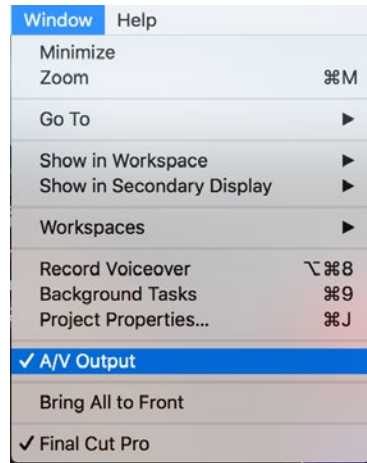 Window Help
Minimize
Zoom ⌘M
Go To ▶
Show in Workspace ▶
Show in Secondary Display ▶
Workspaces ▶
Record Voiceover ⌥⌘8
Background Tasks ⌘9
Project Properties... ⌘J
✓ A/V Output
Bring All to Front
✓ Final Cut Pro